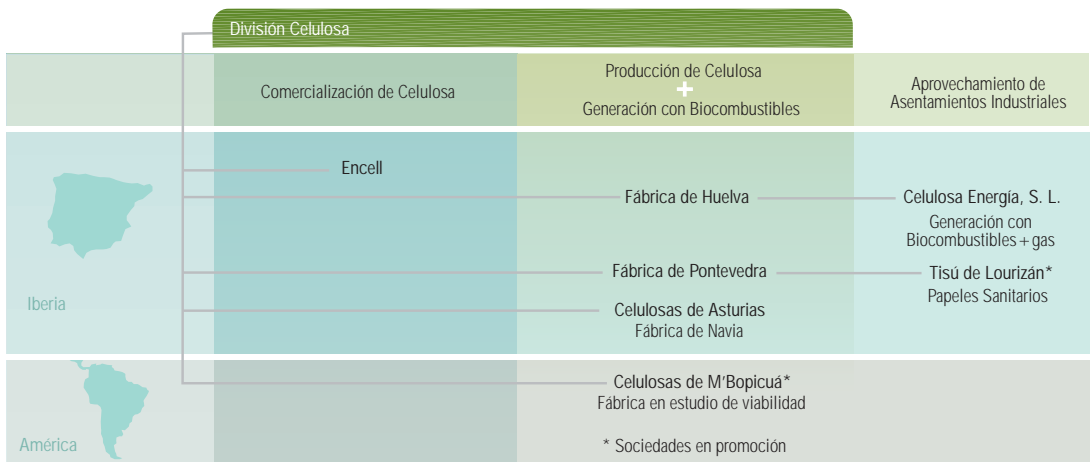 División Celulosa
Comercialización de Celulosa
Producción de Celulosa
+
Generación con Biocombustibles
Aprovechamiento de
Asentamientos Industriales
Iberia
Encell
Fábrica de Huelva
Celulosa Energía, S. L.
Generación con
Biocombustibles + gas
Fábrica de Pontevedra
Tisú de Lourizán*
Papeles Sanitarios
Celulosas de Asturias
Fábrica de Navia
América
Celulosas de M'Bopicuá*
Fábrica en estudio de viabilidad
* Sociedades en promoción